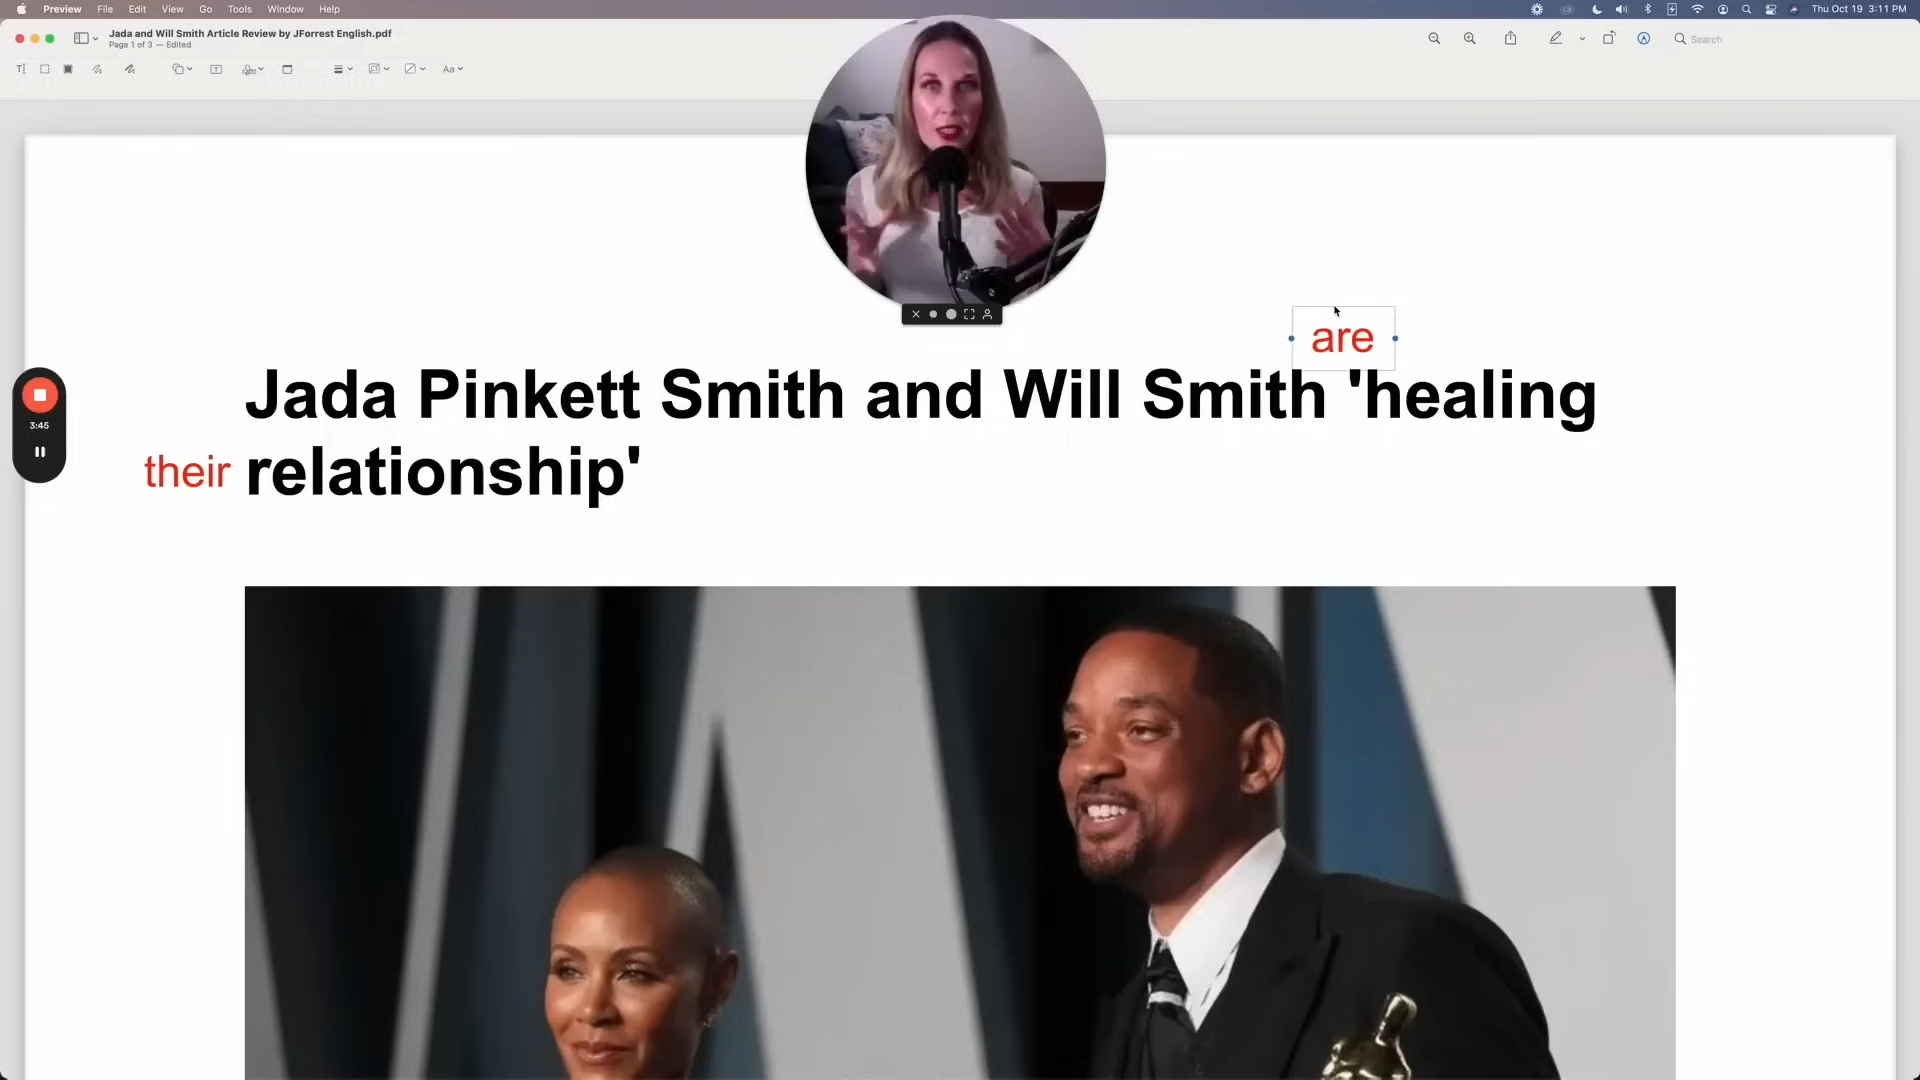 Preview File Edit View Go Tools Window Help
Thu Oct 19 3:11 PM
Jada and Will Smith Article Review by JForrest English.pdf
Page 1 of 3 — Edited
Search
Aa
are
Jada Pinkett Smith and Will Smith 'healing
their relationship'
3:45